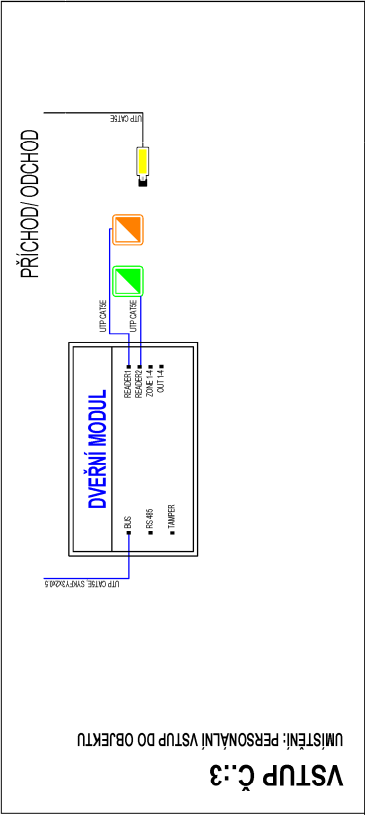 VSTUP Č.:3
UMÍSTĚNÍ: PERSONÁLNÍ VSTUP DO OBJEKTU
PŘÍCHOD/ ODCHOD
UTP CAT5E
UTP CAT5E
UTP CAT5E
DVEŘNÍ MODUL
READER1
READER2
ZONE 1-4
OUT 1-4
BUS
RS 485
TAMPER
UTP CAT5E, SYKFY3x2x0.5